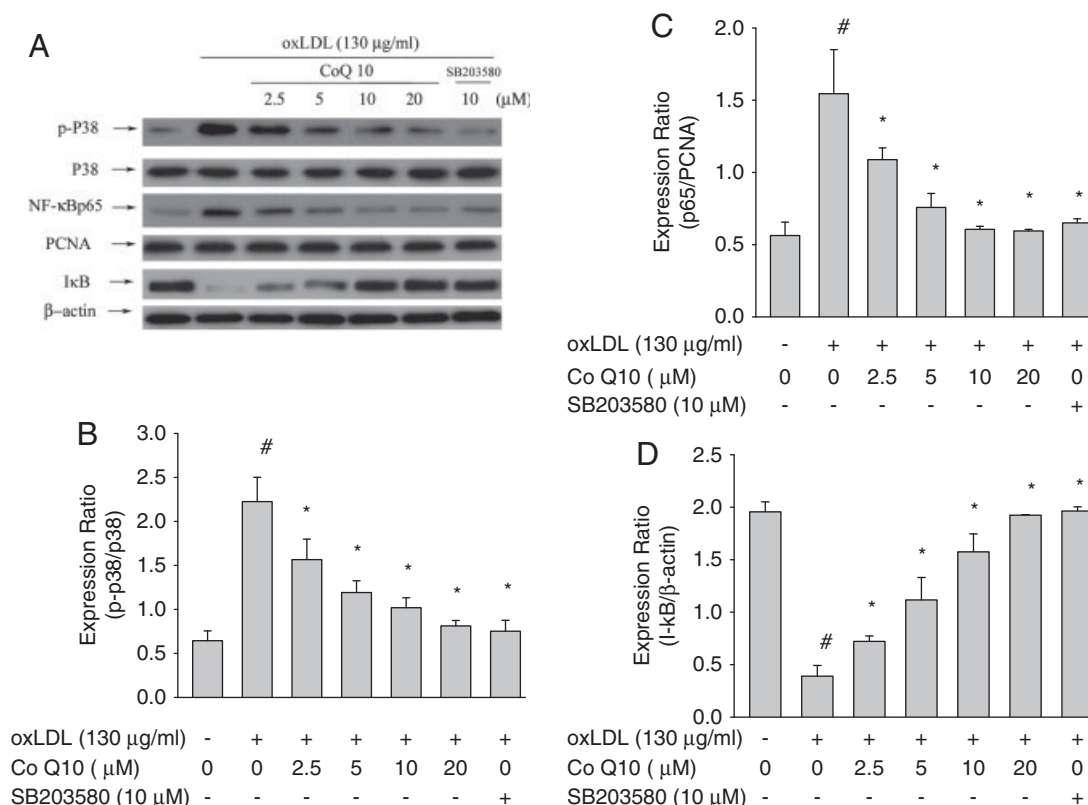 A
oxLDL (130 μg/ml)
CoQ 10 SB203580
2.5 5 10 20 10 (μM)
p-P38
P38
NF-κBp65
PCNA
IκB
β–actin
B
Expression Ratio
(p-p38/p38)
3.0
2.5
2.0
1.5
1.0
0.5
0.0
#
* * * * *
oxLDL (130 μg/ml) - + + + + + +
Co Q10 ( μM) 0 0 2.5 5 10 20 0
SB203580 (10 μM) - - - - - - +
C
Expression Ratio
(p65/PCNA)
2.0
1.5
1.0
0.5
0.0
#
* * * * *
oxLDL (130 μg/ml) - + + + + + +
Co Q10 ( μM) 0 0 2.5 5 10 20 0
SB203580 (10 μM) - - - - - - +
D
Expression Ratio
(I-kB/β-actin)
2.5
2.0
1.5
1.0
0.5
0.0
#
* * * * *
oxLDL (130 μg/ml) - + + + + + +
Co Q10 ( μM) 0 0 2.5 5 10 20 0
SB203580 (10 μM) - - - - - - +